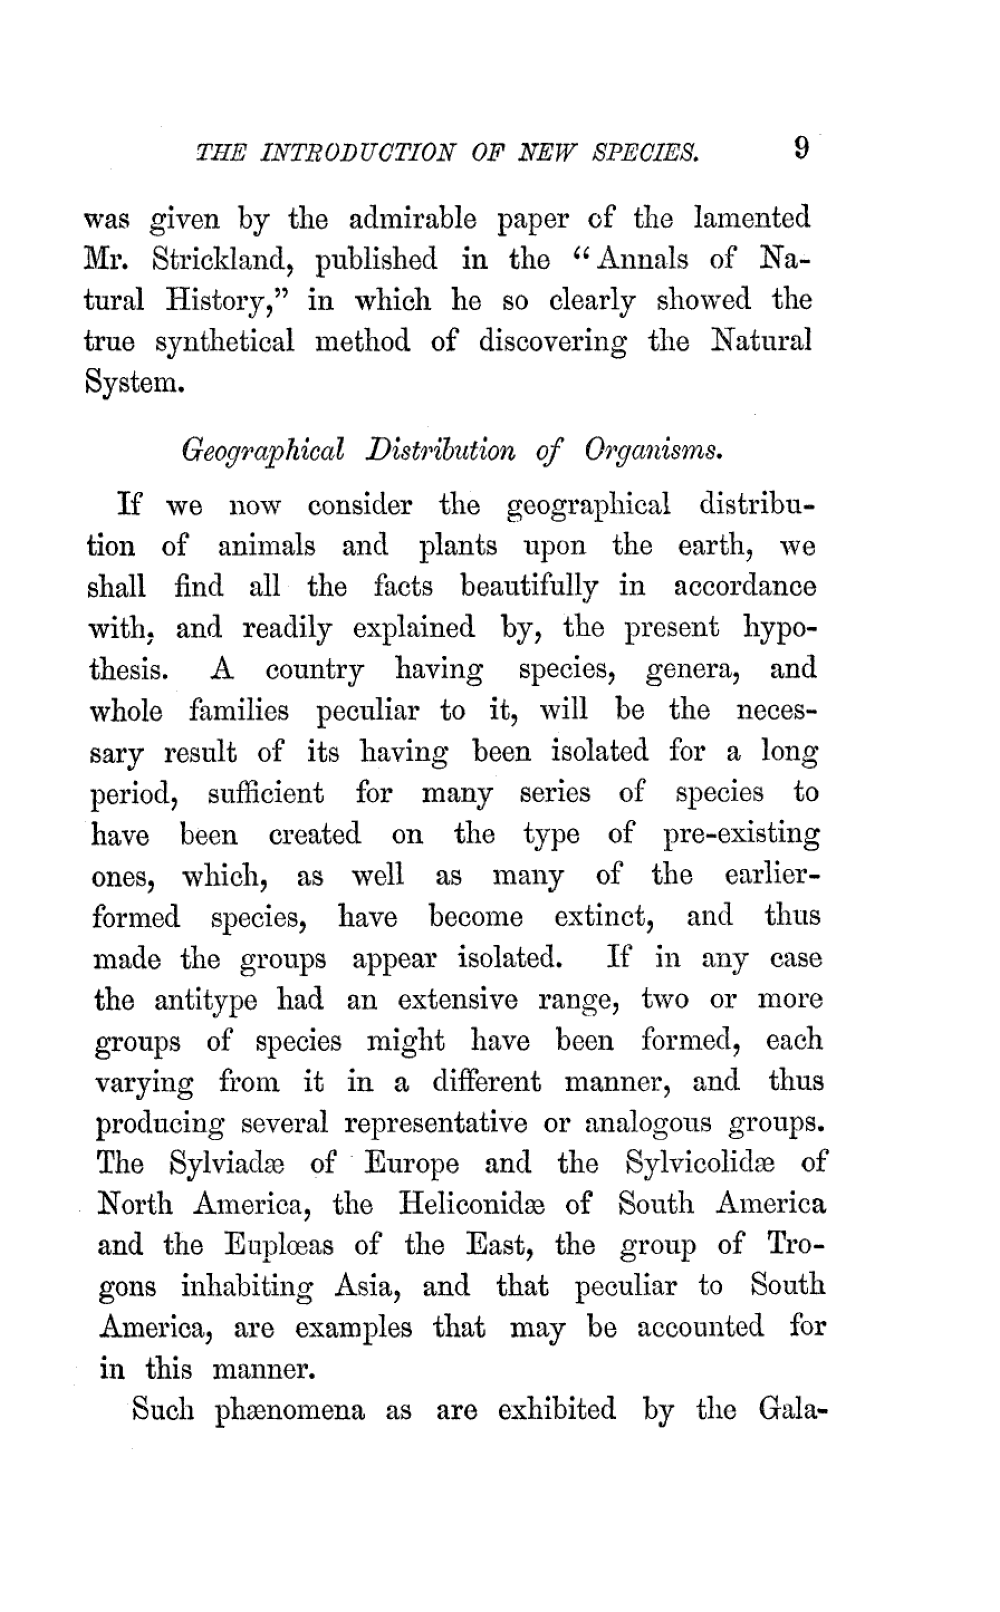 THE INTRODUCTION OF NEW SPECIES. 9
was given by the admirable paper of the lamented
Mr. Strickland, published in the “Annals of Na-
tural History,” in which he so clearly showed the
true synthetical method of discovering the Natural
System.
Geographical Distribution of Organisms.
If we now consider the geographical distribu-
tion of animals and plants upon the earth, we
shall find all the facts beautifully in accordance
with, and readily explained by, the present hypo-
thesis. A country having species, genera, and
whole families peculiar to it, will be the neces-
sary result of its having been isolated for a long
period, sufficient for many series of species to
have been created on the type of pre-existing
ones, which, as well as many of the earlier-
formed species, have become extinct, and thus
made the groups appear isolated. If in any case
the antitype had an extensive range, two or more
groups of species might have been formed, each
varying from it in a different manner, and thus
producing several representative or analogous groups.
The Sylviadæ of Europe and the Sylvicolidæ of
North America, the Heliconidæ of South America
and the Euplœas of the East, the group of Tro-
gons inhabiting Asia, and that peculiar to South
America, are examples that may be accounted for
in this manner.
Such phænomena as are exhibited by the Gala-